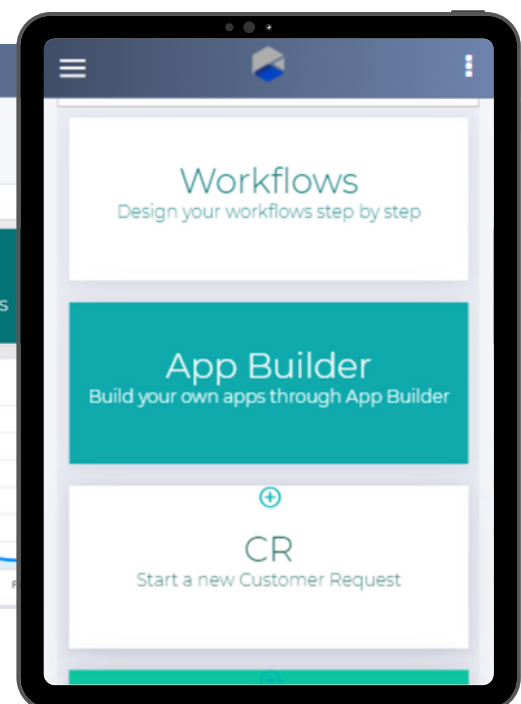 Workflows
Design your workflows step by step
App Builder
Build your own apps through App Builder
CR
Start a new Customer Request